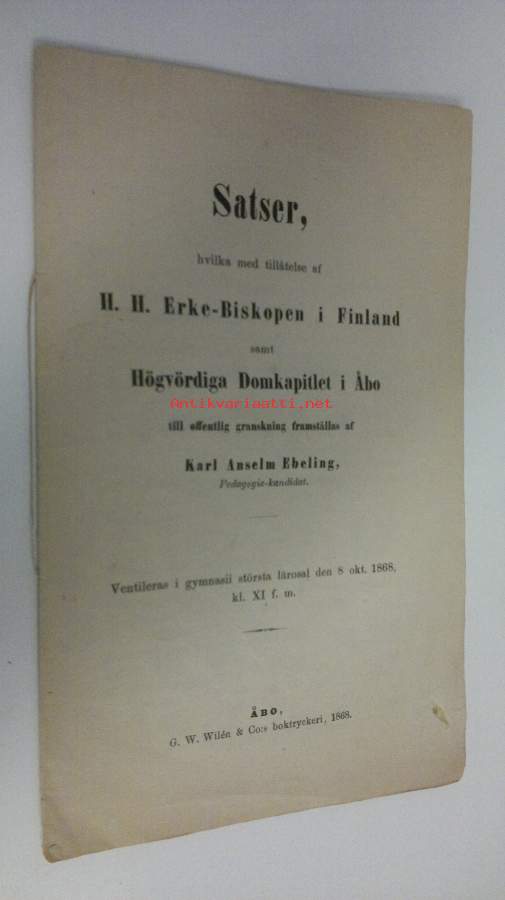 Satser,
hvilka med tillåtelse af
H. H. Erke-Biskopen i Finland
samt
Högvördiga Domkapitlet i Åbo
Antikvariaatti.net
till offentlig granskning framställas af
Karl Anselm Ebeling,
Pedagogie-kandidat.
Ventileras i gymnasii största lärosal den 8 okt. 1868,
kl. XI f. m.
ÅBO,
G. W. Wilén & Co:s boktryckeri, 1868.